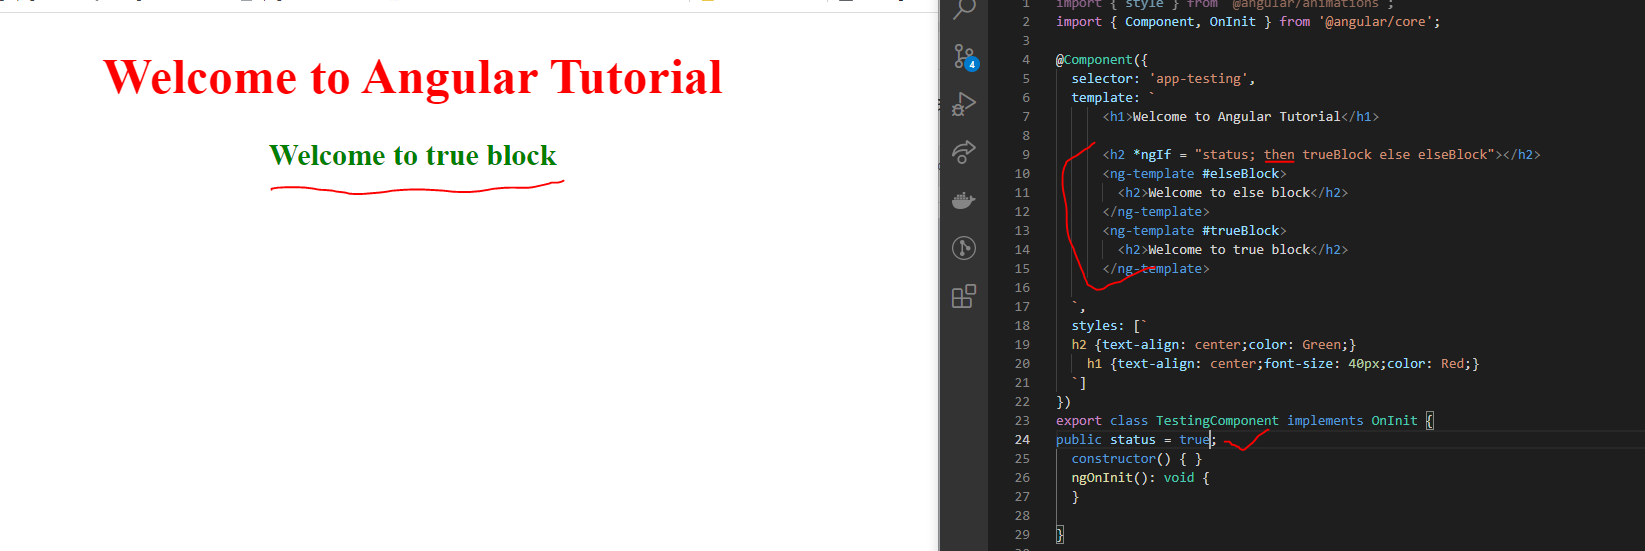 Welcome to Angular Tutorial
Welcome to true block
4
1 import { style } from '@angular/animations';
2 import { Component, OnInit } from '@angular/core';
3
4 @Component({
5 selector: 'app-testing',
6 template: `
7 <h1>Welcome to Angular Tutorial</h1>
8
9 <h2 *ngIf = "status; then trueBlock else elseBlock"></h2>
10 <ng-template #elseBlock>
11 <h2>Welcome to else block</h2>
12 </ng-template>
13 <ng-template #trueBlock>
14 <h2>Welcome to true block</h2>
15 </ng-template>
16
17 `,
18 styles: [`
19 h2 {text-align: center;color: Green;}
20 h1 {text-align: center;font-size: 40px;color: Red;}
21 `]
22 })
23 export class TestingComponent implements OnInit {
24 public status = true;
25 constructor() { }
26 ngOnInit(): void {
27 }
28
29 }